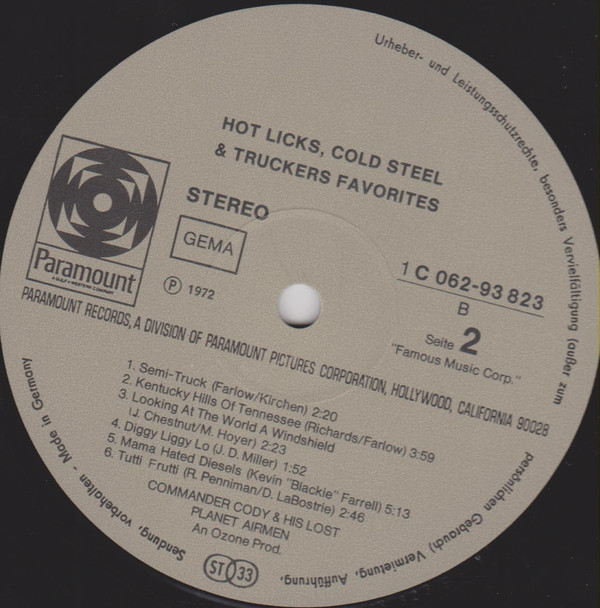 HOT LICKS, COLD STEEL
& TRUCKERS FAVORITES
STEREO
GEMA
Ⓟ 1972
Paramount
A GULF + WESTERN COMPANY
1 C 062-93 823
B
Seite 2
"Famous Music Corp."
PARAMOUNT RECORDS, A DIVISION OF PARAMOUNT PICTURES CORPORATION, HOLLYWOOD, CALIFORNIA 90028
1. Semi-Truck (Farlow/Kirchen) 2:20
2. Kentucky Hills Of Tennessee (Richards/Farlow) 3:59
3. Looking At The World A Windshield
(J. Chestnut/M. Hoyer) 2:23
4. Diggy Liggy Lo (J. D. Miller) 1:52
5. Mama Hated Diesels (Kevin "Blackie" Farrell) 5:13
6. Tutti Frutti (R. Penniman/D. LaBostrie) 2:46
COMMANDER CODY & HIS LOST
PLANET AIRMEN
An Ozone Prod.
ST 33
Urheber- und Leistungsschutzrechte, besonders Vervielfältigung (außer zum
persönlichen Gebrauch) Vermietung, Aufführung,
Sendung, vorbehalten - Made in Germany